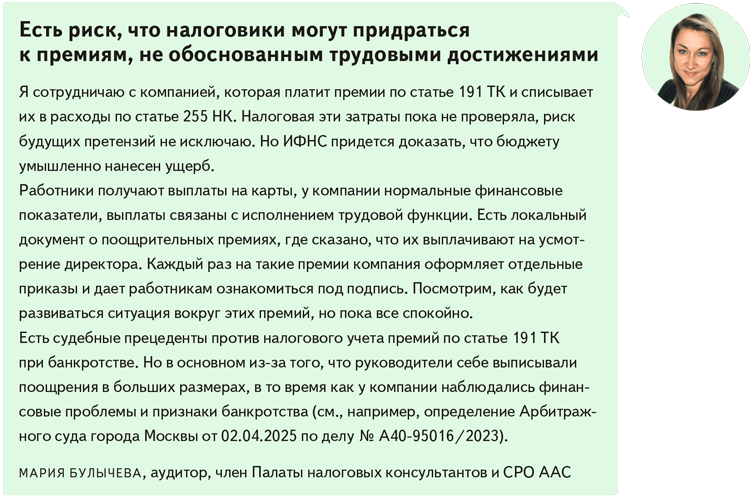 Есть риск, что налоговики могут придраться
к премиям, не обоснованным трудовыми достижениями
Я сотрудничаю с компанией, которая платит премии по статье 191 ТК и списывает
их в расходы по статье 255 НК. Налоговая эти затраты пока не проверяла, риск
будущих претензий не исключаю. Но ИФНС придется доказать, что бюджету
умышленно нанесен ущерб.
Работники получают выплаты на карты, у компании нормальные финансовые
показатели, выплаты связаны с исполнением трудовой функции. Есть локальный
документ о поощрительных премиях, где сказано, что их выплачивают на усмот-
рение директора. Каждый раз на такие премии компания оформляет отдельные
приказы и дает работникам ознакомиться под подпись. Посмотрим, как будет
развиваться ситуация вокруг этих премий, но пока все спокойно.
Есть судебные прецеденты против налогового учета премий по статье 191 ТК
при банкротстве. Но в основном из-за того, что руководители себе выписывали
поощрения в больших размерах, в то время как у компании наблюдались финан-
совые проблемы и признаки банкротства (см., например, определение Арбитраж-
ного суда города Москвы от 02.04.2025 по делу № А40-95016/2023).
МАРИЯ БУЛЫЧЕВА, аудитор, член Палаты налоговых консультантов и СРО ААС